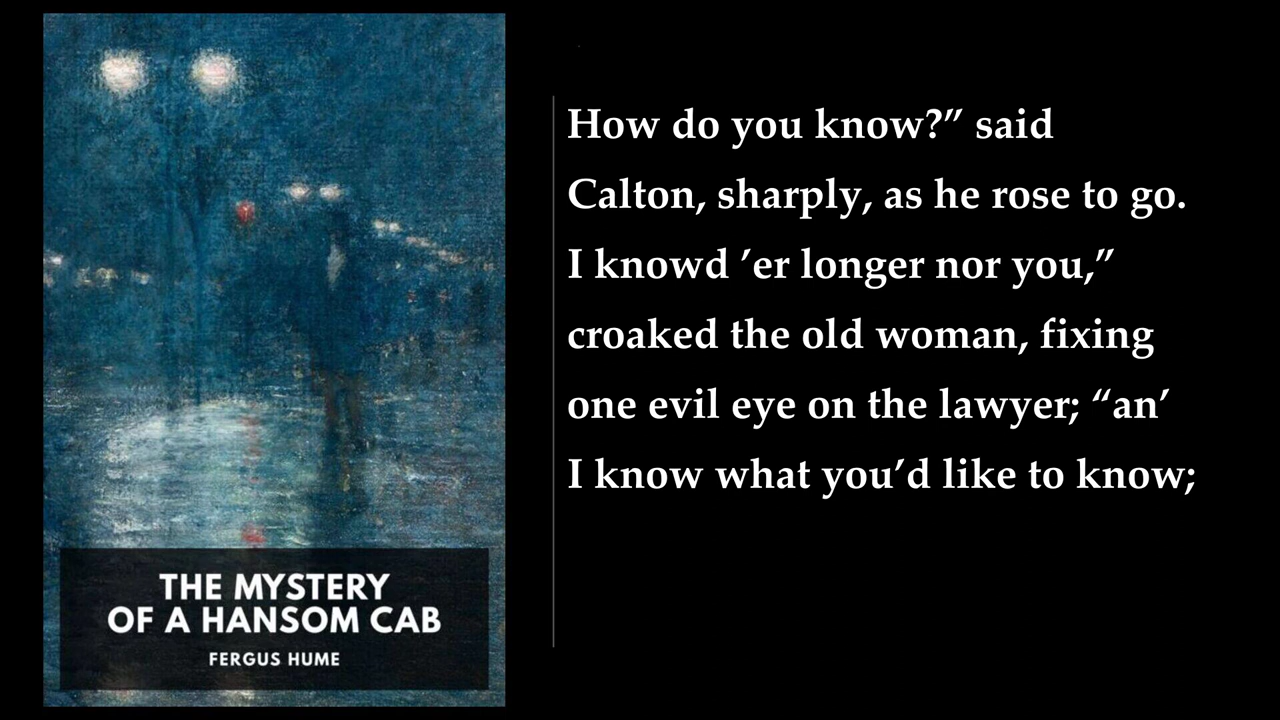 How do you know?” said
Calton, sharply, as he rose to go.
I knowd ’er longer nor you,”
croaked the old woman, fixing
one evil eye on the lawyer; “an’
I know what you’d like to know;
THE MYSTERY
OF A HANSOM CAB
FERGUS HUME